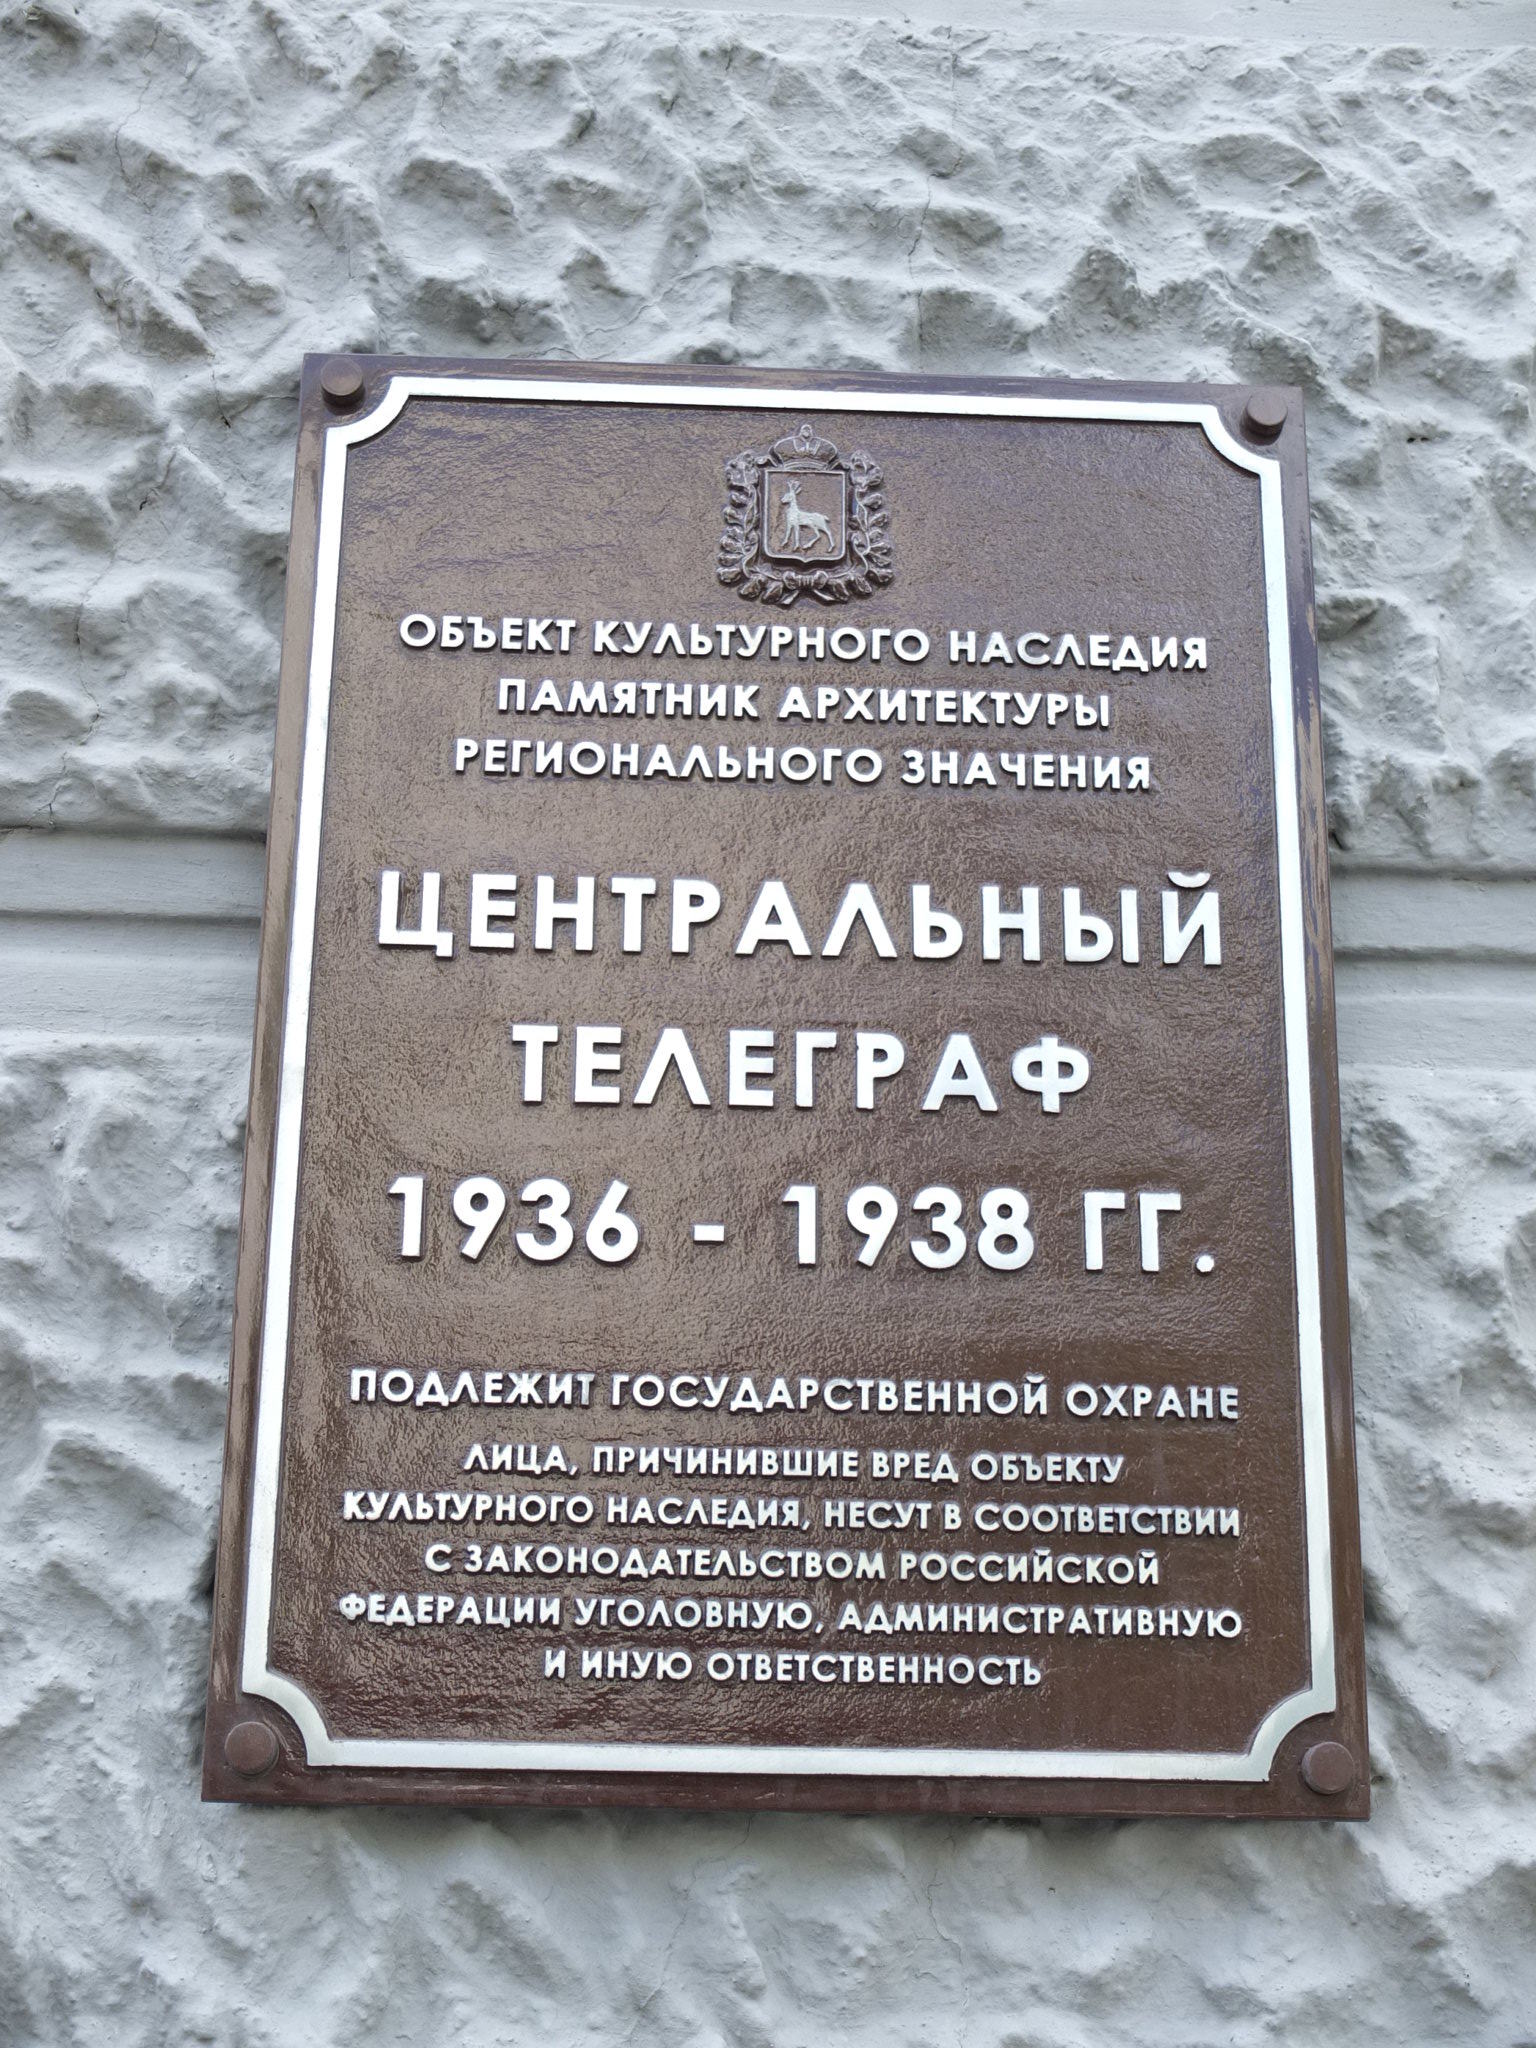 ОБЪЕКТ КУЛЬТУРНОГО НАСЛЕДИЯ
ПАМЯТНИК АРХИТЕКТУРЫ
РЕГИОНАЛЬНОГО ЗНАЧЕНИЯ
ЦЕНТРАЛЬНЫЙ
ТЕЛЕГРАФ
1936 - 1938 ГГ.
ПОДЛЕЖИТ ГОСУДАРСТВЕННОЙ ОХРАНЕ
ЛИЦА, ПРИЧИНИВШИЕ ВРЕД ОБЪЕКТУ
КУЛЬТУРНОГО НАСЛЕДИЯ, НЕСУТ В СООТВЕТСТВИИ
С ЗАКОНОДАТЕЛЬСТВОМ РОССИЙСКОЙ
ФЕДЕРАЦИИ УГОЛОВНУЮ, АДМИНИСТРАТИВНУЮ
И ИНУЮ ОТВЕТСТВЕННОСТЬ